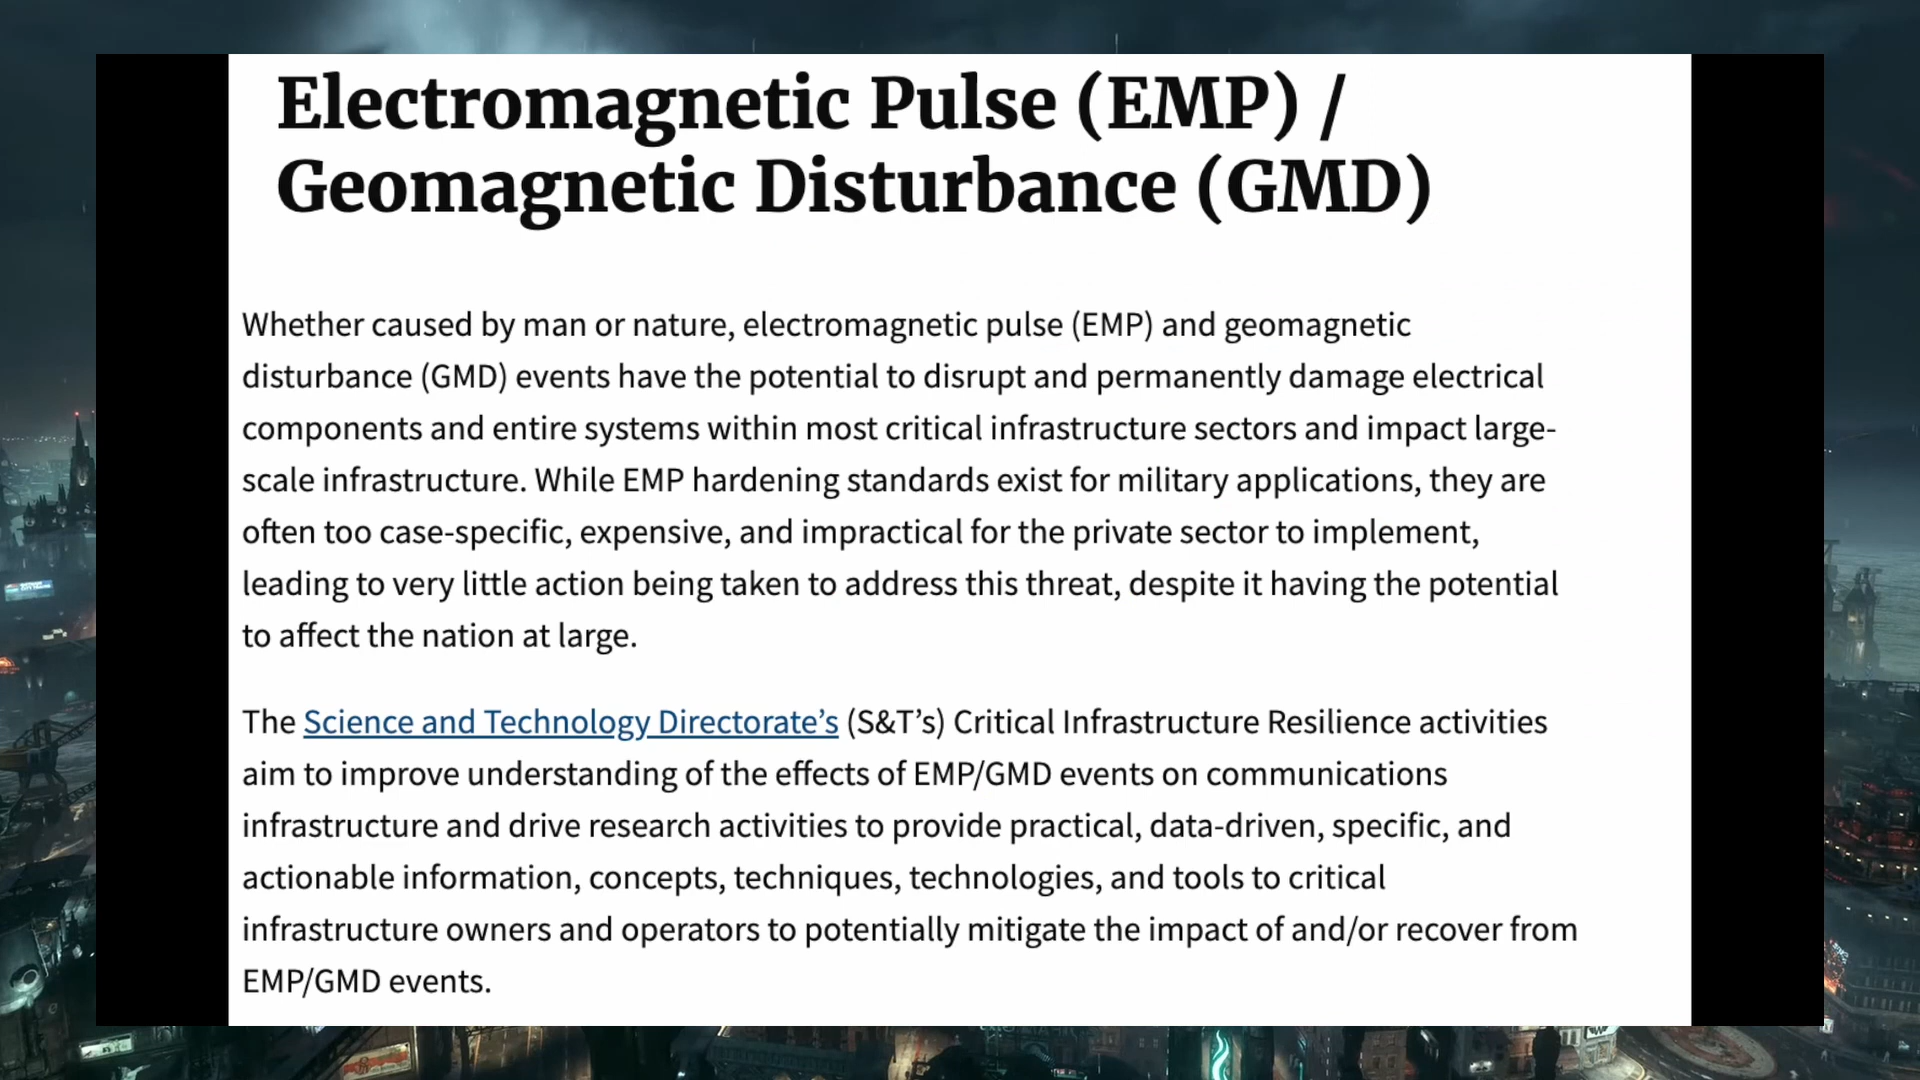 Electromagnetic Pulse (EMP) /
Geomagnetic Disturbance (GMD)
Whether caused by man or nature, electromagnetic pulse (EMP) and geomagnetic
disturbance (GMD) events have the potential to disrupt and permanently damage electrical
components and entire systems within most critical infrastructure sectors and impact large-
scale infrastructure. While EMP hardening standards exist for military applications, they are
often too case-specific, expensive, and impractical for the private sector to implement,
leading to very little action being taken to address this threat, despite it having the potential
to affect the nation at large.
The Science and Technology Directorate’s (S&T’s) Critical Infrastructure Resilience activities
aim to improve understanding of the effects of EMP/GMD events on communications
infrastructure and drive research activities to provide practical, data-driven, specific, and
actionable information, concepts, techniques, technologies, and tools to critical
infrastructure owners and operators to potentially mitigate the impact of and/or recover from
EMP/GMD events.